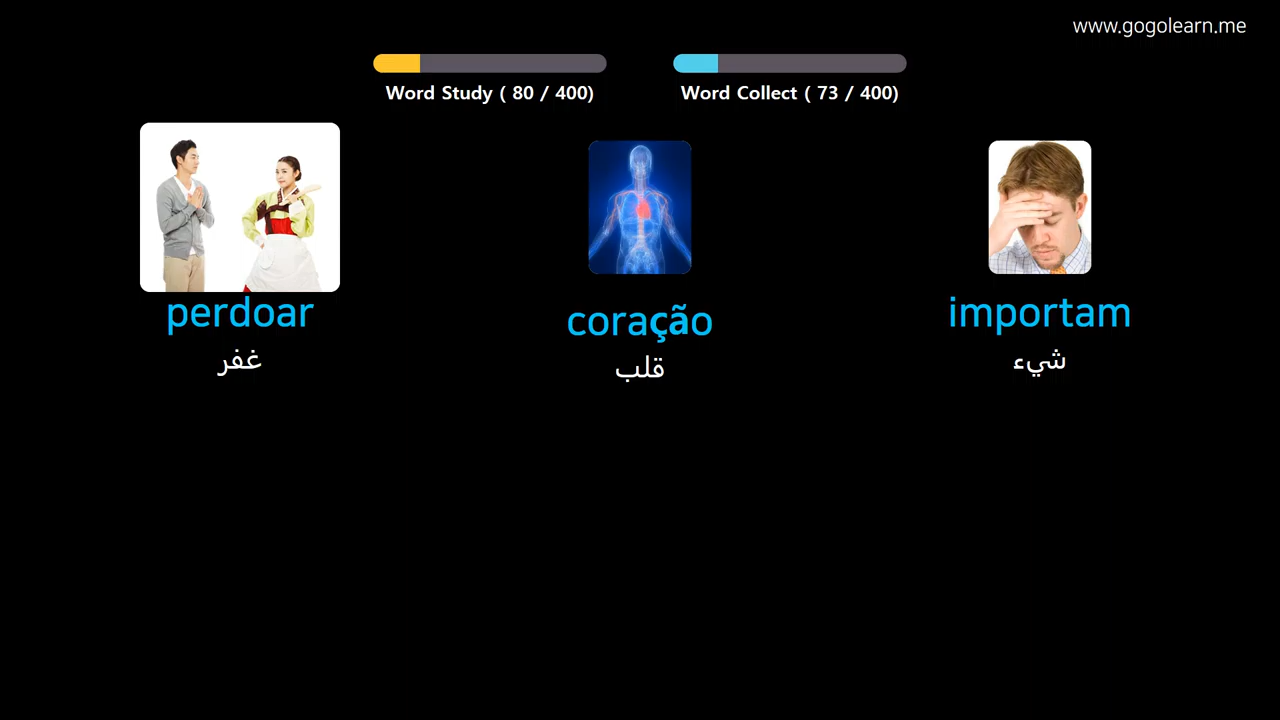 www.gogolearn.me
Word Study ( 80 / 400)
Word Collect ( 73 / 400)
perdoar
غفر
coração
قلب
importam
شيء